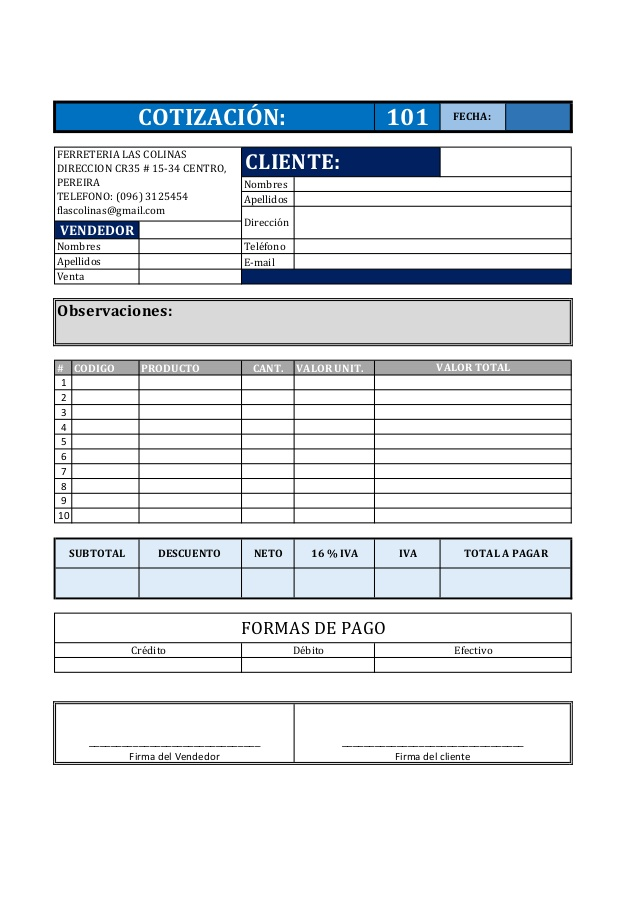 COTIZACIÓN: 101 FECHA:
FERRETERIA LAS COLINAS
DIRECCION CR35 # 15-34 CENTRO,
PEREIRA
TELEFONO: (096) 3125454
flascolinas@gmail.com
VENDEDOR
Nombres
Apellidos
Venta
CLIENTE:
Nombres
Apellidos
Dirección
Teléfono
E-mail
Observaciones:
# CODIGO PRODUCTO CANT. VALOR UNIT. VALOR TOTAL
1
2
3
4
5
6
7
8
9
10
SUBTOTAL DESCUENTO NETO 16 % IVA IVA TOTAL A PAGAR
FORMAS DE PAGO
Crédito Débito Efectivo
Firma del Vendedor Firma del cliente